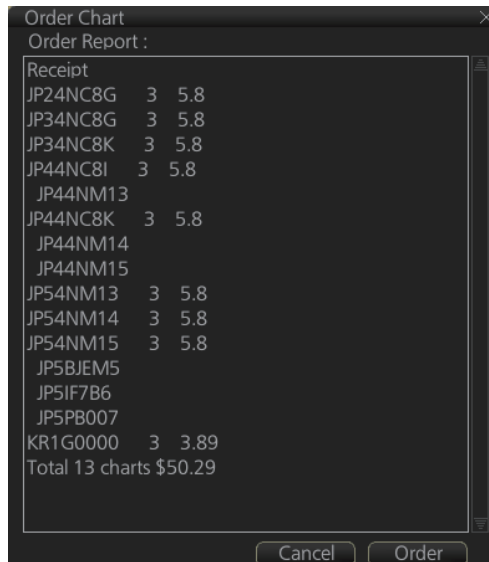 Order Chart
Order Report :
Receipt
JP24NC8G 3 5.8
JP34NC8G 3 5.8
JP34NC8K 3 5.8
JP44NC8I 3 5.8
JP44NM13
JP44NC8K 3 5.8
JP44NM14
JP44NM15
JP54NM13 3 5.8
JP54NM14 3 5.8
JP54NM15 3 5.8
JP5BJEM5
JP5IF7B6
JP5PB007
KR1G0000 3 3.89
Total 13 charts $50.29
Cancel Order